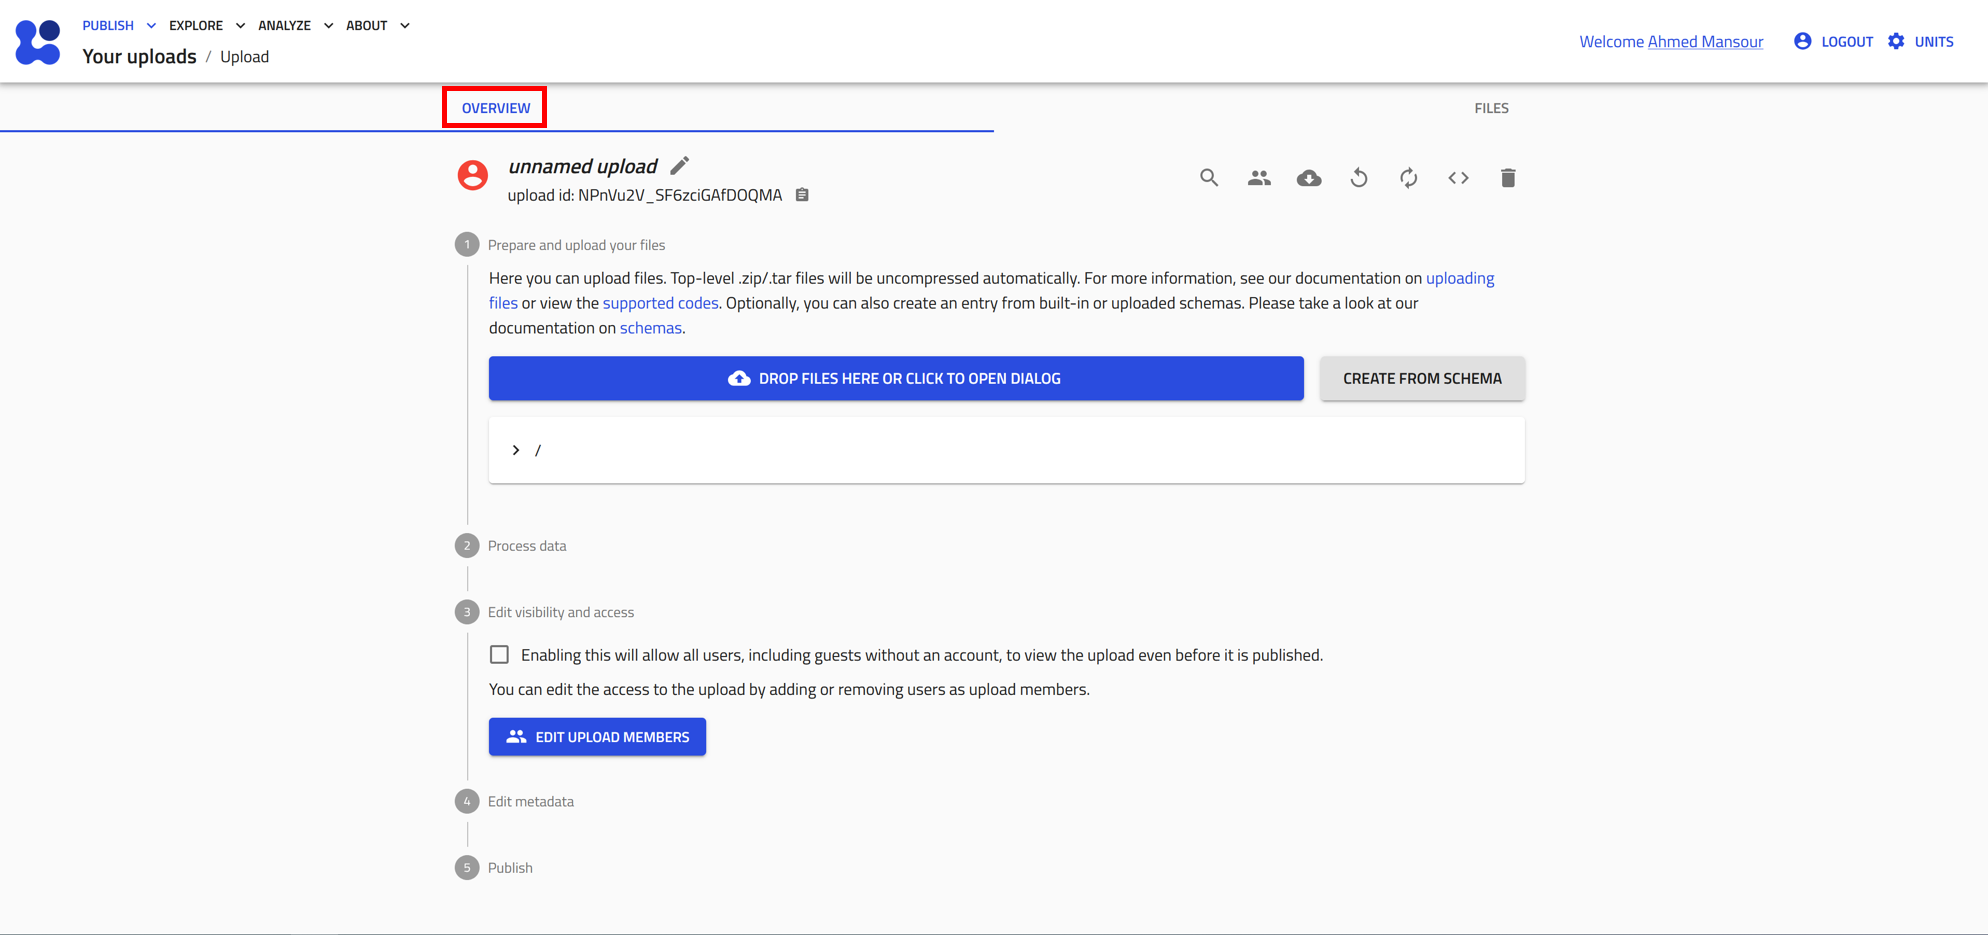 PUBLISH EXPLORE ANALYZE ABOUT
Your uploads / Upload
Welcome Ahmed Mansour LOGOUT UNITS
OVERVIEW FILES
unnamed upload
upload id: NPnVu2V_SF6zciGAfDOQMA
1 Prepare and upload your files
Here you can upload files. Top-level .zip/.tar files will be uncompressed automatically. For more information, see our documentation on uploading
files or view the supported codes. Optionally, you can also create an entry from built-in or uploaded schemas. Please take a look at our
documentation on schemas.
DROP FILES HERE OR CLICK TO OPEN DIALOG CREATE FROM SCHEMA
/
2 Process data
3 Edit visibility and access
Enabling this will allow all users, including guests without an account, to view the upload even before it is published.
You can edit the access to the upload by adding or removing users as upload members.
EDIT UPLOAD MEMBERS
4 Edit metadata
5 Publish